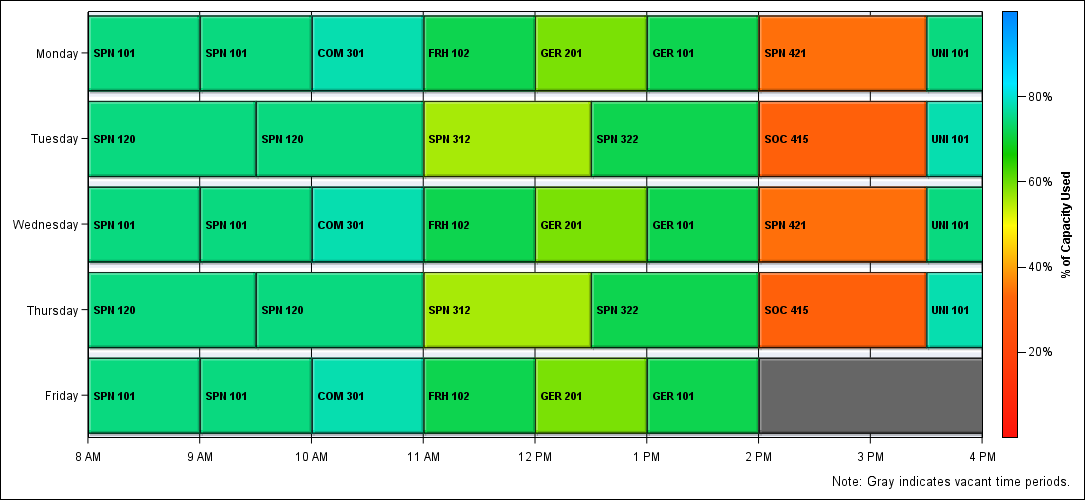 Monday
SPN 101 SPN 101 COM 301 FRH 102 GER 201 GER 101 SPN 421 UNI 101
Tuesday
SPN 120 SPN 120 SPN 312 SPN 322 SOC 415 UNI 101
Wednesday
SPN 101 SPN 101 COM 301 FRH 102 GER 201 GER 101 SPN 421 UNI 101
Thursday
SPN 120 SPN 120 SPN 312 SPN 322 SOC 415 UNI 101
Friday
SPN 101 SPN 101 COM 301 FRH 102 GER 201 GER 101
8 AM 9 AM 10 AM 11 AM 12 PM 1 PM 2 PM 3 PM 4 PM
80%
60%
40%
20%
% of Capacity Used
Note: Gray indicates vacant time periods.